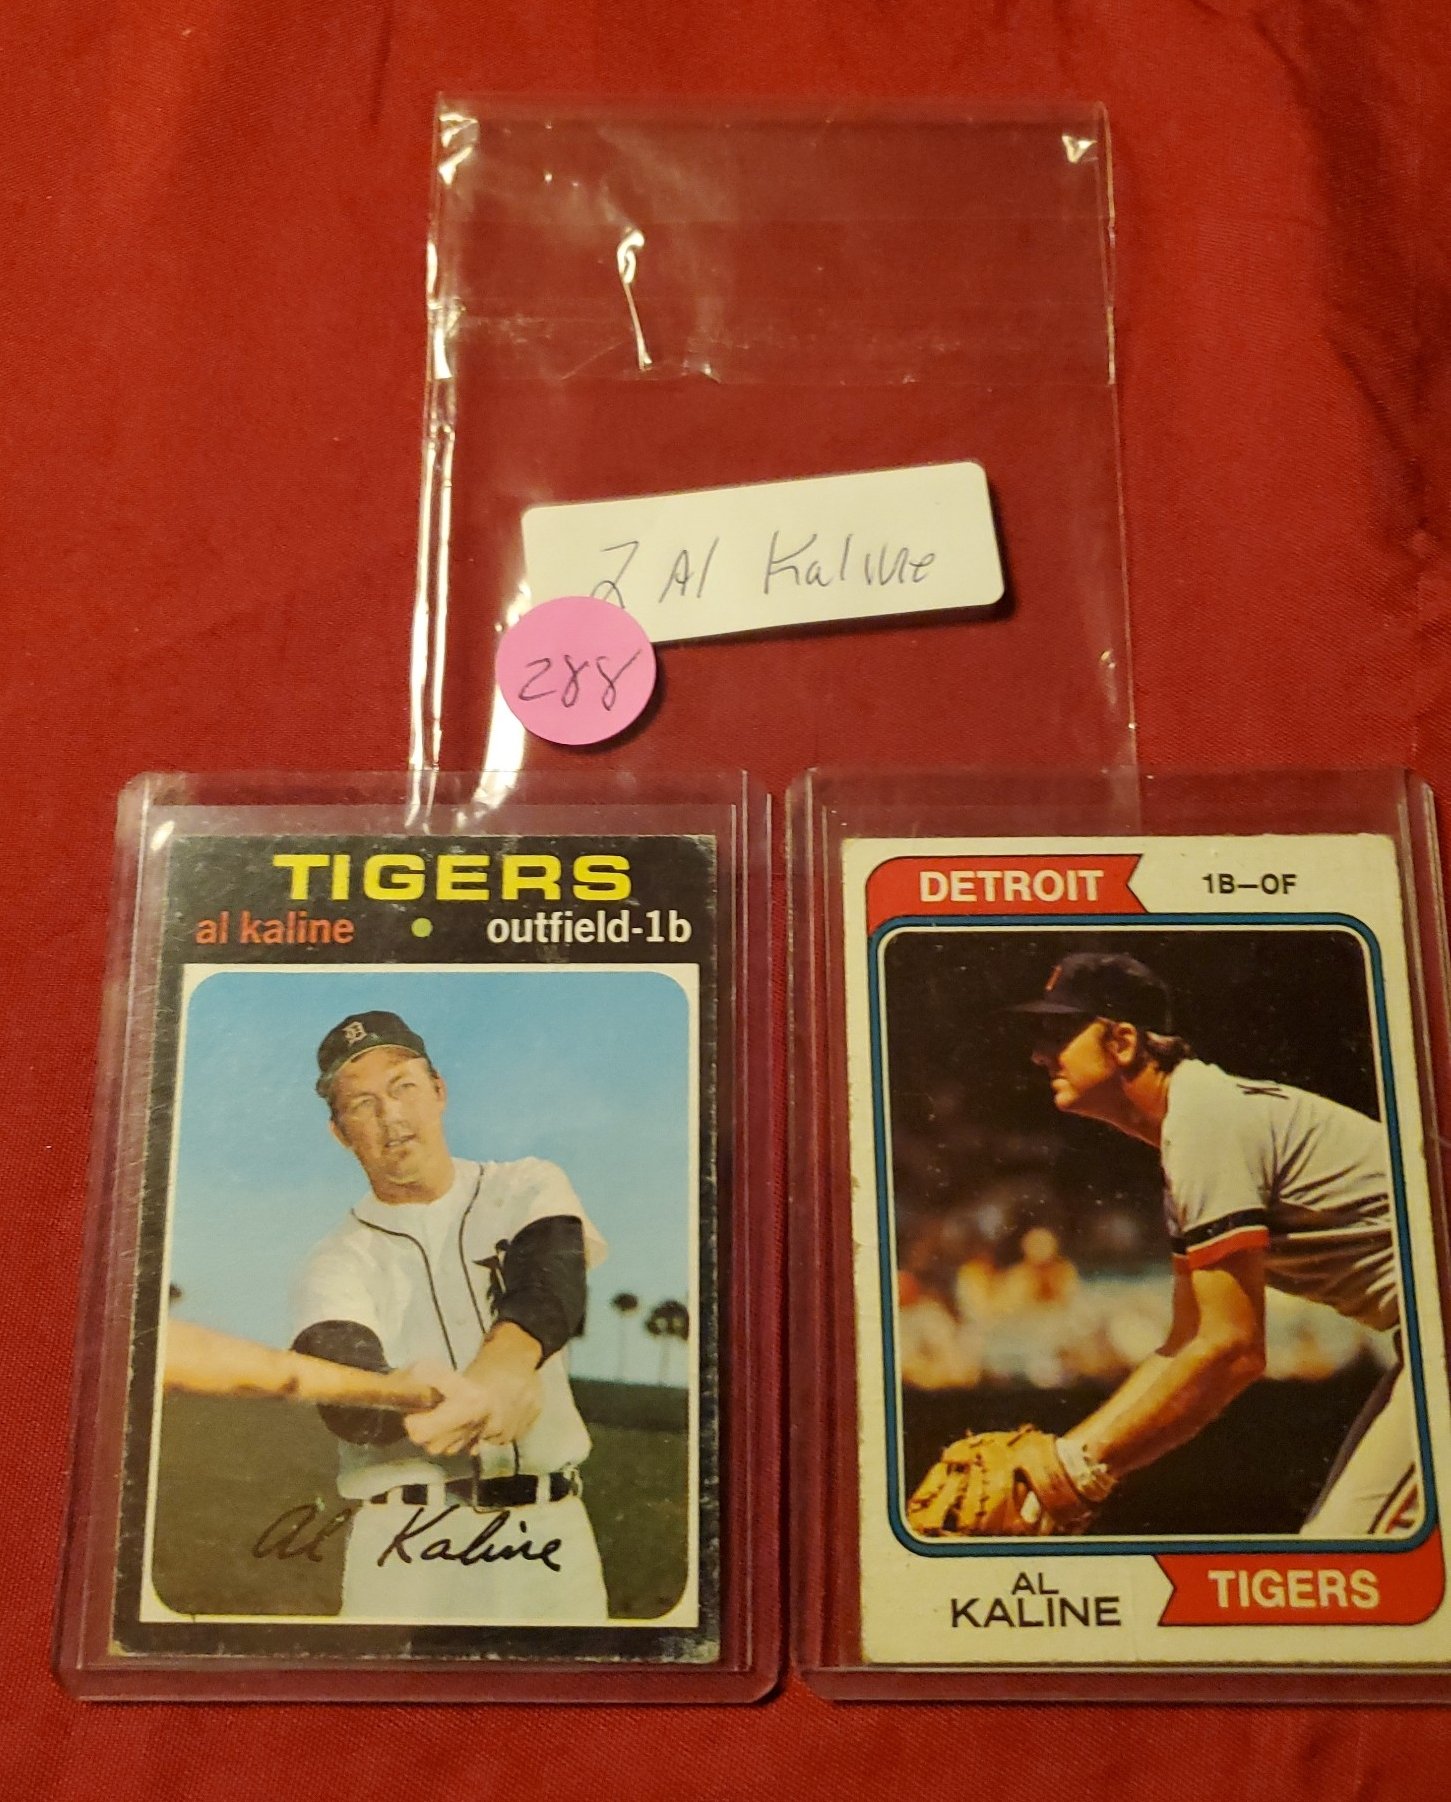 2 Al Kaline
288
TIGERS
al kaline • outfield-1b
Al Kaline
DETROIT 1B-OF
K
AL
KALINE
TIGERS